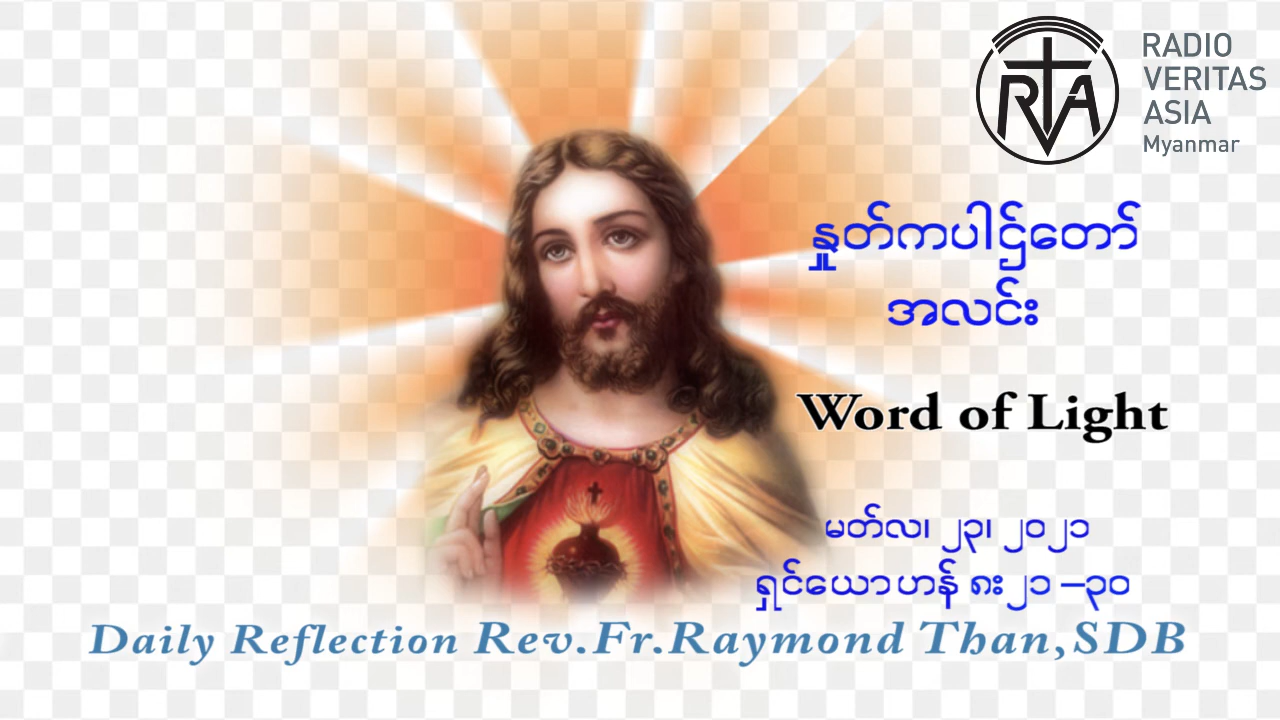 RVA
RADIO
VERITAS
ASIA
Myanmar
နှုတ်ကပါဌ်တော်
အလင်း
Word of Light
မတ်လ၊ ၂၃၊ ၂၀၂၁
ရှင်ယောဟန် ၈း၂၁ –၃၀
Daily Reflection Rev.Fr.Raymond Than,SDB